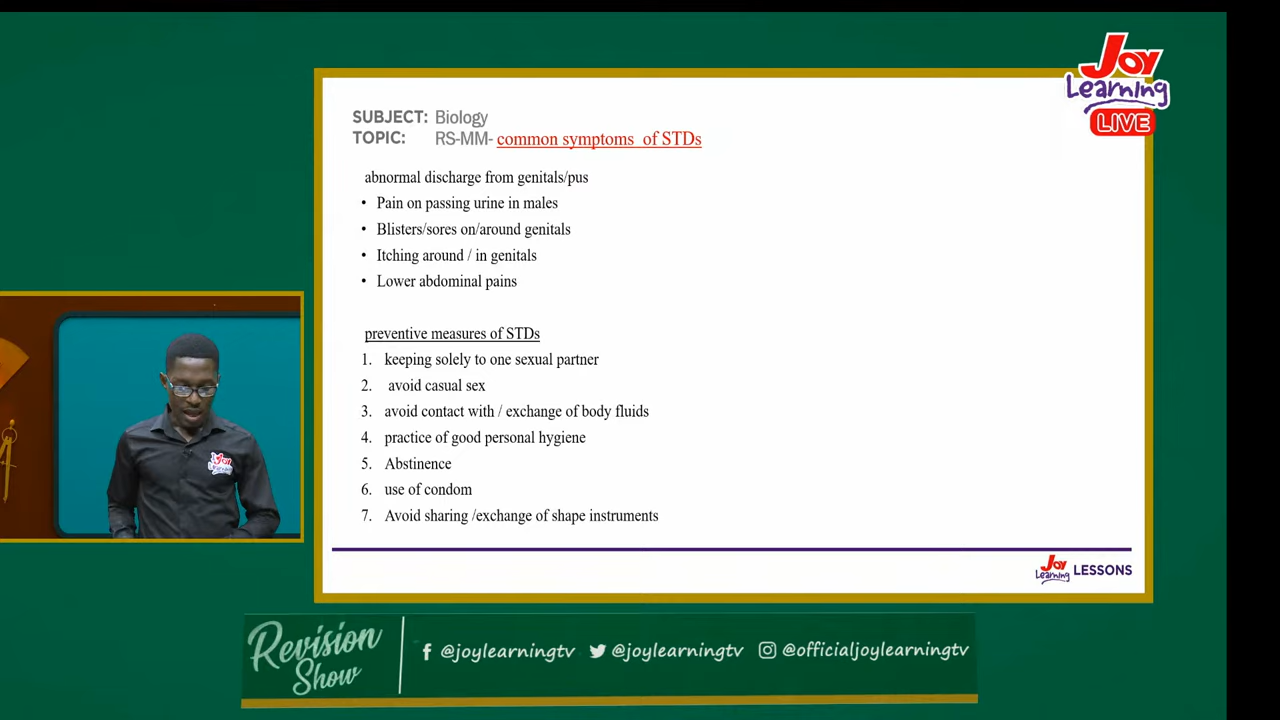 Joy
Learning
LIVE
SUBJECT: Biology
TOPIC: RS-MM- common symptoms of STDs
abnormal discharge from genitals/pus
• Pain on passing urine in males
• Blisters/sores on/around genitals
• Itching around / in genitals
• Lower abdominal pains
preventive measures of STDs
1. keeping solely to one sexual partner
2. avoid casual sex
3. avoid contact with / exchange of body fluids
4. practice of good personal hygiene
5. Abstinence
6. use of condom
7. Avoid sharing /exchange of shape instruments
Joy Learning LESSONS
Joy Learning
Revision Show
@joylearningtv @joylearningtv @officialjoylearningtv